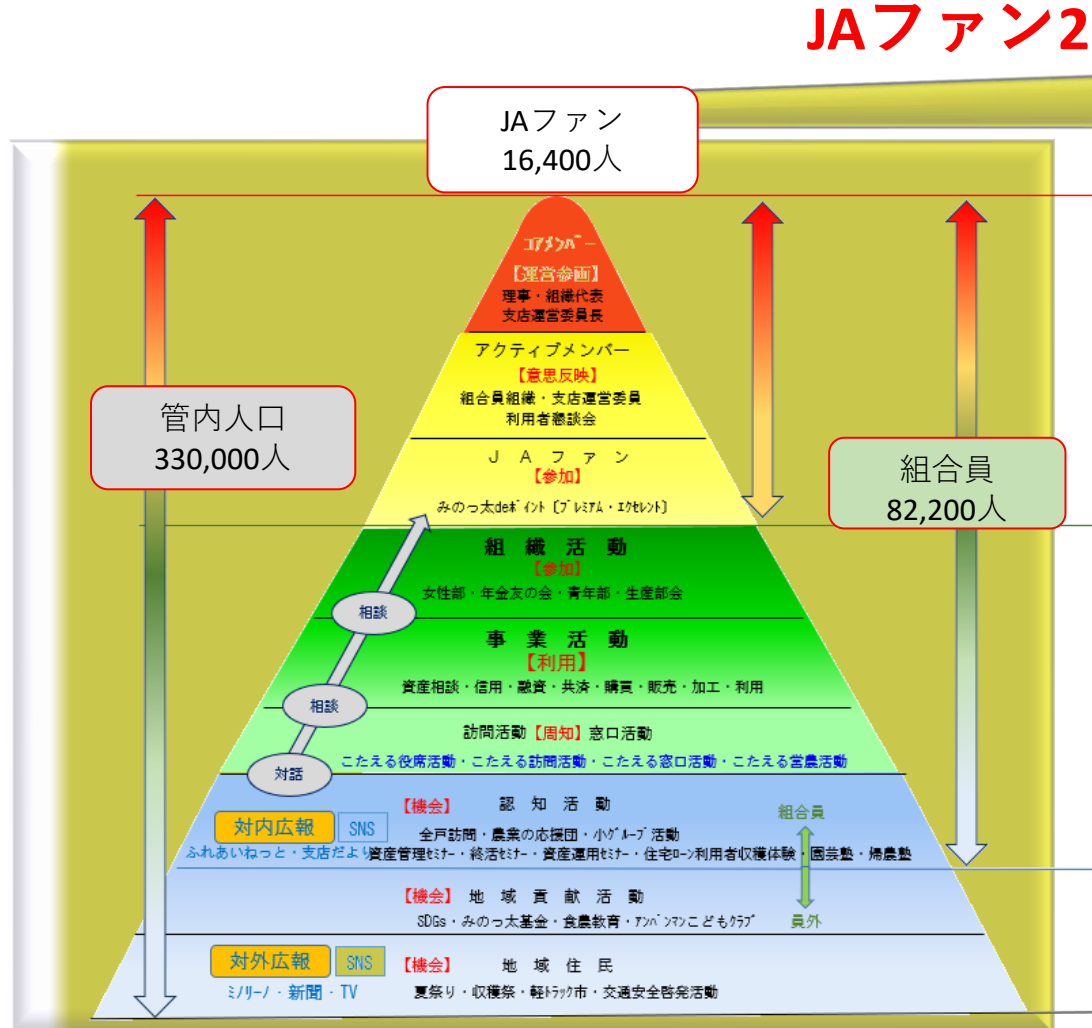 JAファン2
JAファン
16,400人
コアメンバー
【運営参画】
理事・組織代表
支店運営委員長
アクティブメンバー
【意思反映】
組合員組織・支店運営委員
利用者懇談会
管内人口
330,000人
ＪＡファン
【参加】
みのっ太deﾎﾟｲﾝﾄ〔ﾌﾟﾚﾐｱﾑ・ｴｸｾﾚﾝﾄ〕
組合員
82,200人
組織活動
【参加】
女性部・年金友の会・青年部・生産部会
相談
事業活動
【利用】
資産相談・信用・融資・共済・購買・販売・加工・利用
相談
訪問活動【周知】窓口活動
こたえる役席活動・こたえる訪問活動・こたえる窓口活動・こたえる営農活動
対話
【機会】 認知活動
組合員
対内広報 SNS
全戸訪問・農業の応援団・小ｸﾞﾙｰﾌﾟ活動
ふれあいねっと・支店だより
資産管理ｾﾐﾅｰ・終活ｾﾐﾅｰ・資産運用ｾﾐﾅｰ・住宅ﾛｰﾝ利用者収穫体験・園芸塾・帰農塾
【機会】 地域貢献活動
SDGs・みのっ太基金・食農教育・ｱﾝﾊﾟﾝﾏﾝこどもｸﾗﾌﾞ
員外
対外広報 SNS
【機会】 地域住民
ﾐﾉﾘｰﾉ・新聞・TV
夏祭り・収穫祭・軽ﾄﾗｯｸ市・交通安全啓発活動